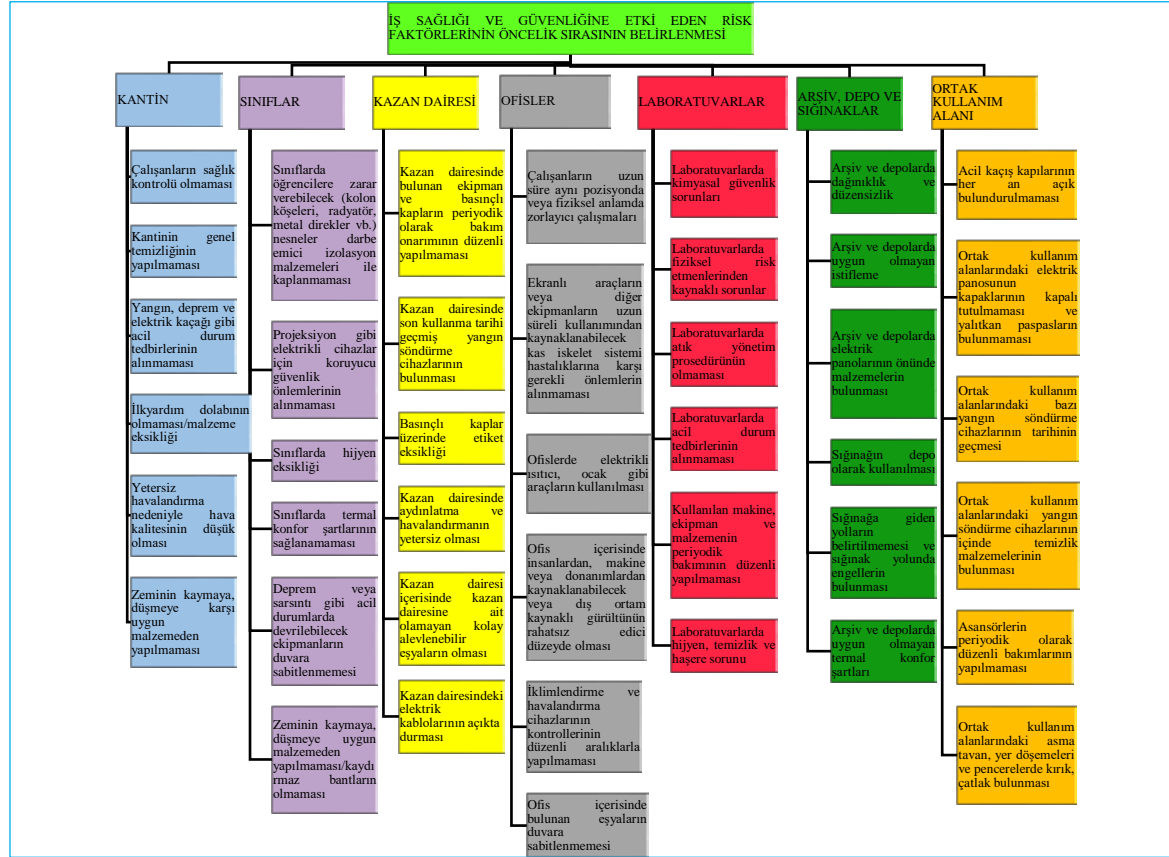 İŞ SAĞLIĞI VE GÜVENLİĞİNE ETKİ EDEN RİSK
FAKTÖRLERİNİN ÖNCELİK SIRASININ BELİRLENMESİ
KANTİN
Çalışanların sağlık
kontrolü olmaması
Kantinin genel
temizliğinin
yapılmaması
Yangın, deprem ve
elektrik kaçağı gibi
acil durum
tedbirlerinin
alınmaması
İlkyardım dolabının
olmaması/malzeme
eksikliği
Yetersiz
havalandırma
nedeniyle hava
kalitesinin düşük
olması
Zeminin kaymaya,
düşmeye karşı
uygun
malzemeden
yapılmaması
SINIFLAR
Sınıflarda
öğrencilere zarar
verebilecek (kolon
köşeleri, radyatör,
metal direkler vb.)
nesneler darbe
emici izolasyon
malzemeleri ile
kaplanmaması
Projeksiyon gibi
elektrikli cihazlar
için koruyucu
güvenlik
önlemlerinin
alınmaması
Sınıflarda hijyen
eksikliği
Sınıflarda termal
konfor şartlarının
sağlanamaması
Deprem veya
sarsıntı gibi acil
durumlarda
devrilebilecek
ekipmanların
duvara
sabitlenmemesi
Zeminin kaymaya,
düşmeye uygun
malzemeden
yapılmaması/kaydı
rmaz bantların
olmaması
KAZAN DAİRESİ
Kazan dairesinde
bulunan ekipman
ve basınçlı
kapların periyodik
olarak bakım
onarımının düzenli
yapılmaması
Kazan dairesinde
son kullanma tarihi
geçmiş yangın
söndürme
cihazlarının
bulunması
Basınçlı kaplar
üzerinde etiket
eksikliği
Kazan dairesinde
aydınlatma ve
havalandırmanın
yetersiz olması
Kazan dairesi
içerisinde kazan
dairesine ait
olamayan kolay
alevlenebilir
eşyaların olması
Kazan dairesindeki
elektrik
kablolarının açıkta
durması
OFİSLER
Çalışanların uzun
süre aynı pozisyonda
veya fiziksel anlamda
zorlayıcı çalışmaları
Ekranlı araçların
veya diğer
ekipmanların uzun
süreli kullanımından
kaynaklanabilecek
kas iskelet sistemi
hastalıklarına karşı
gerekli önlemlerin
alınmaması
Ofislerde elektrikli
ısıtıcı, ocak gibi
araçların kullanılması
Ofis içerisinde
insanlardan, makine
veya donanımlardan
kaynaklanabilecek
veya dış ortam
kaynaklı gürültünün
rahatsız edici
düzeyde olması
İklimlendirme ve
havalandırma
cihazlarının
kontrollerinin
düzenli aralıklarla
yapılmaması
Ofis içerisinde
bulunan eşyaların
duvara
sabitlenmemesi
LABORATUVARLAR
Laboratuvarlarda
kimyasal güvenlik
sorunları
Laboratuvarlarda
fiziksel risk
etmenlerinden
kaynaklı sorunlar
Laboratuvarlarda
atık yönetim
prosedürünün
olmaması
Laboratuvarlarda
acil durum
tedbirlerinin
alınmaması
Kullanılan makine,
ekipman ve
malzemenin
periyodik
bakımının düzenli
yapılmaması
Laboratuvarlarda
hijyen, temizlik ve
haşere sorunu
ARŞİV, DEPO VE
SIĞINAKLAR
Arşiv ve depolarda
dağınıklık ve
düzensizlik
Arşiv ve depolarda
uygun olmayan
istifleme
Arşiv ve depolarda
elektrik
panolarının önünde
malzemelerin
bulunması
Sığınağın depo
olarak kullanılması
Sığınağa giden
yolların
belirtilmemesi ve
sığınak yolunda
engellerin
bulunması
Arşiv ve depolarda
uygun olmayan
termal konfor
şartları
ORTAK
KULLANIM
ALANI
Acil kaçış kapılarının
her an açık
bulundurulmaması
Ortak kullanım
alanlarındaki elektrik
panosunun
kapaklarının kapalı
tutulmaması ve
yalıtkan paspasların
bulunmaması
Ortak kullanım
alanlarındaki bazı
yangın söndürme
cihazlarının tarihinin
geçmesi
Ortak kullanım
alanlarındaki yangın
söndürme cihazlarının
içinde temizlik
malzemelerinin
bulunması
Asansörlerin
periyodik olarak
düzenli bakımlarının
yapılmaması
Ortak kullanım
alanlarındaki asma
tavan, yer döşemeleri
ve pencerelerde kırık,
çatlak bulunması